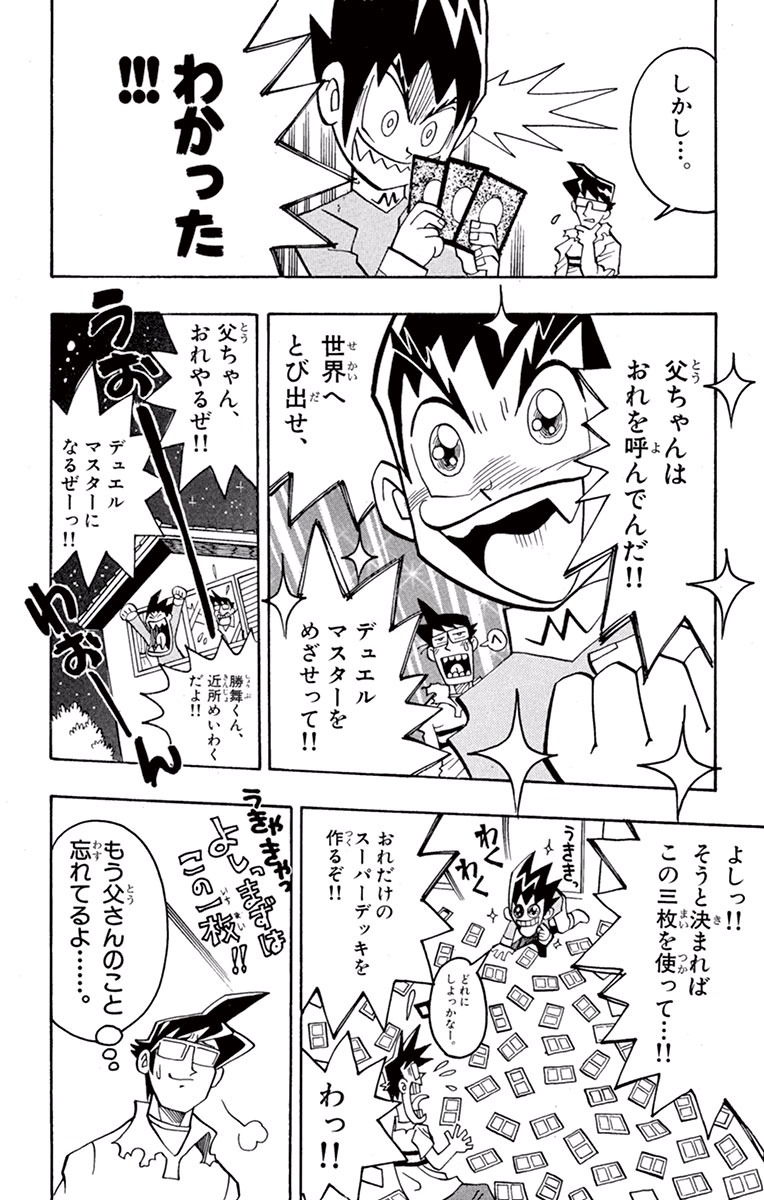 しかし…。
わかった
!!!
父ちゃんは
おれを呼んでんだ!!
世界へ
とび出せ、
デュエル
マスターを
めざせって!!
へ
父ちゃん、
おれやるぜ!!
うおーーー
デュエル
マスターに
なるぜーっ!!
勝舞くん、
近所めいわく
だよ!!
わおーーん
よしっ!!
そうと決まれば
この三枚を使って…!!
うききっ
わく
わく
どれに
しよっかなー。
おれだけの
スーパーデッキを
作るぞ!!
わっ!!
うきゃきゃっ
よしっまずは
この一枚!!
もう父さんのこと
忘れてるよ……。